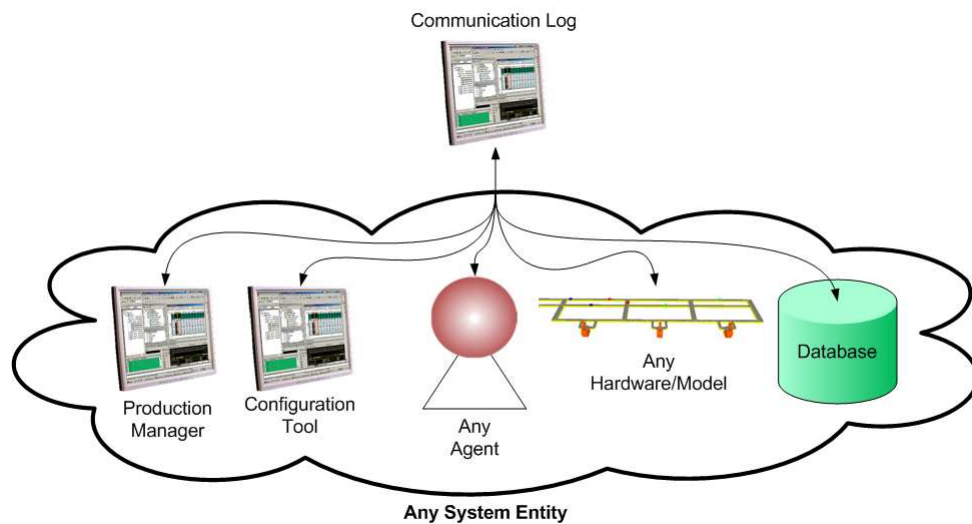 Communication Log
Production
Manager
Configuration
Tool
Any
Agent
Any
Hardware/Model
Database
Any System Entity